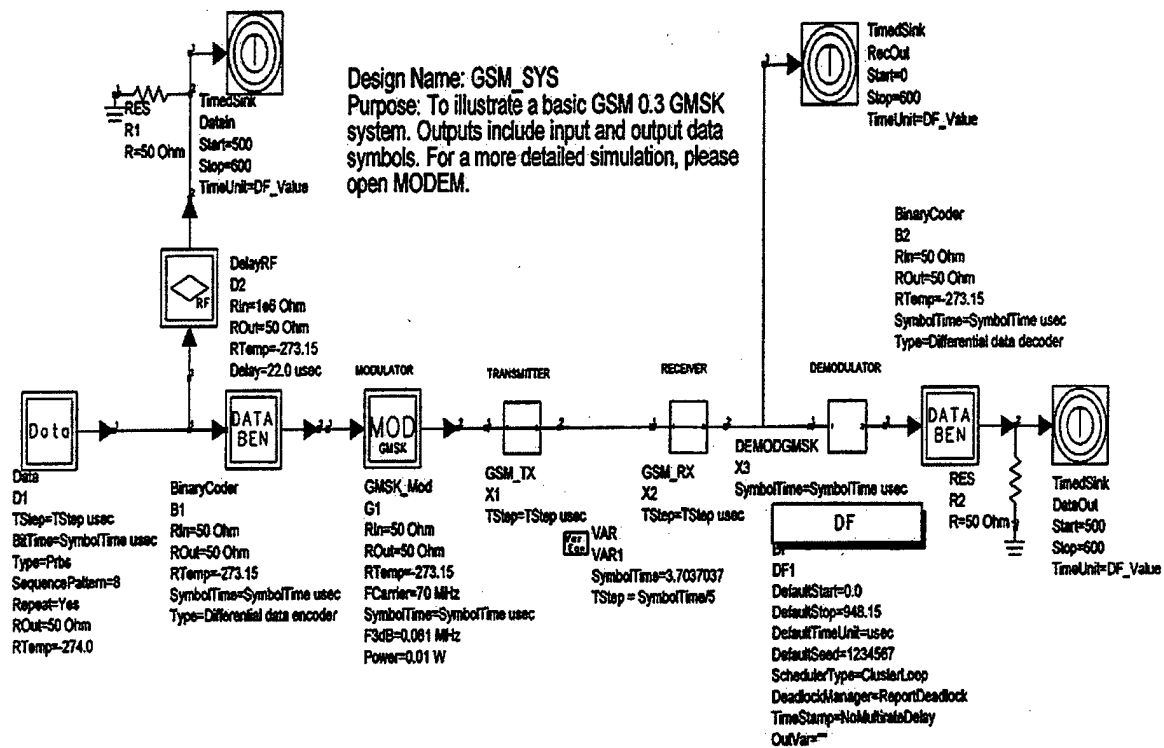 TimedSink
RecOut
Start=0
Stop=600
TimeUnit=DF_Value
Design Name: GSM_SYS
Purpose: To illustrate a basic GSM 0.3 GMSK
system. Outputs include input and output data
symbols. For a more detailed simulation, please
open MODEM.
RES
R1
R=50 Ohm
TimedSink
DataIn
Start=500
Stop=600
TimeUnit=DF_Value
RF
DelayRF
D2
Rin=1e6 Ohm
ROut=50 Ohm
RTemp=-273.15
Delay=22.0 usec
BinaryCoder
B2
Rin=50 Ohm
ROut=50 Ohm
RTemp=-273.15
SymbolTime=SymbolTime usec
Type=Differential data decoder
MODULATOR
TRANSMITTER
RECEIVER
DEMODULATOR
Data
DATA
BEN
MOD
GMSK
DATA
BEN
Data
D1
TStep=TStep usec
BitTime=SymbolTime usec
Type=Prbs
SequencePattern=8
Repeat=Yes
ROut=50 Ohm
RTemp=-274.0
BinaryCoder
B1
Rin=50 Ohm
ROut=50 Ohm
RTemp=-273.15
SymbolTime=SymbolTime usec
Type=Differential data encoder
GMSK_Mod
G1
Rin=50 Ohm
ROut=50 Ohm
RTemp=-273.15
FCarrier=70 MHz
SymbolTime=SymbolTime usec
F3dB=0.081 MHz
Power=0.01 W
GSM_TX
X1
TStep=TStep usec
Var
Eqn
VAR
VAR1
SymbolTime=3.7037037
TStep = SymbolTime/5
GSM_RX
X2
TStep=TStep usec
DEMODGMSK
X3
SymbolTime=SymbolTime usec
DF
DF
DF1
DefaultStart=0.0
DefaultStop=948.15
DefaultTimeUnit=usec
DefaultSeed=1234567
SchedulerType=ClusterLoop
DeadlockManager=ReportDeadlock
TimeStamp=NoMultirateDelay
OutVar=""
RES
R2
R=50 Ohm
TimedSink
DataOut
Start=500
Stop=600
TimeUnit=DF_Value